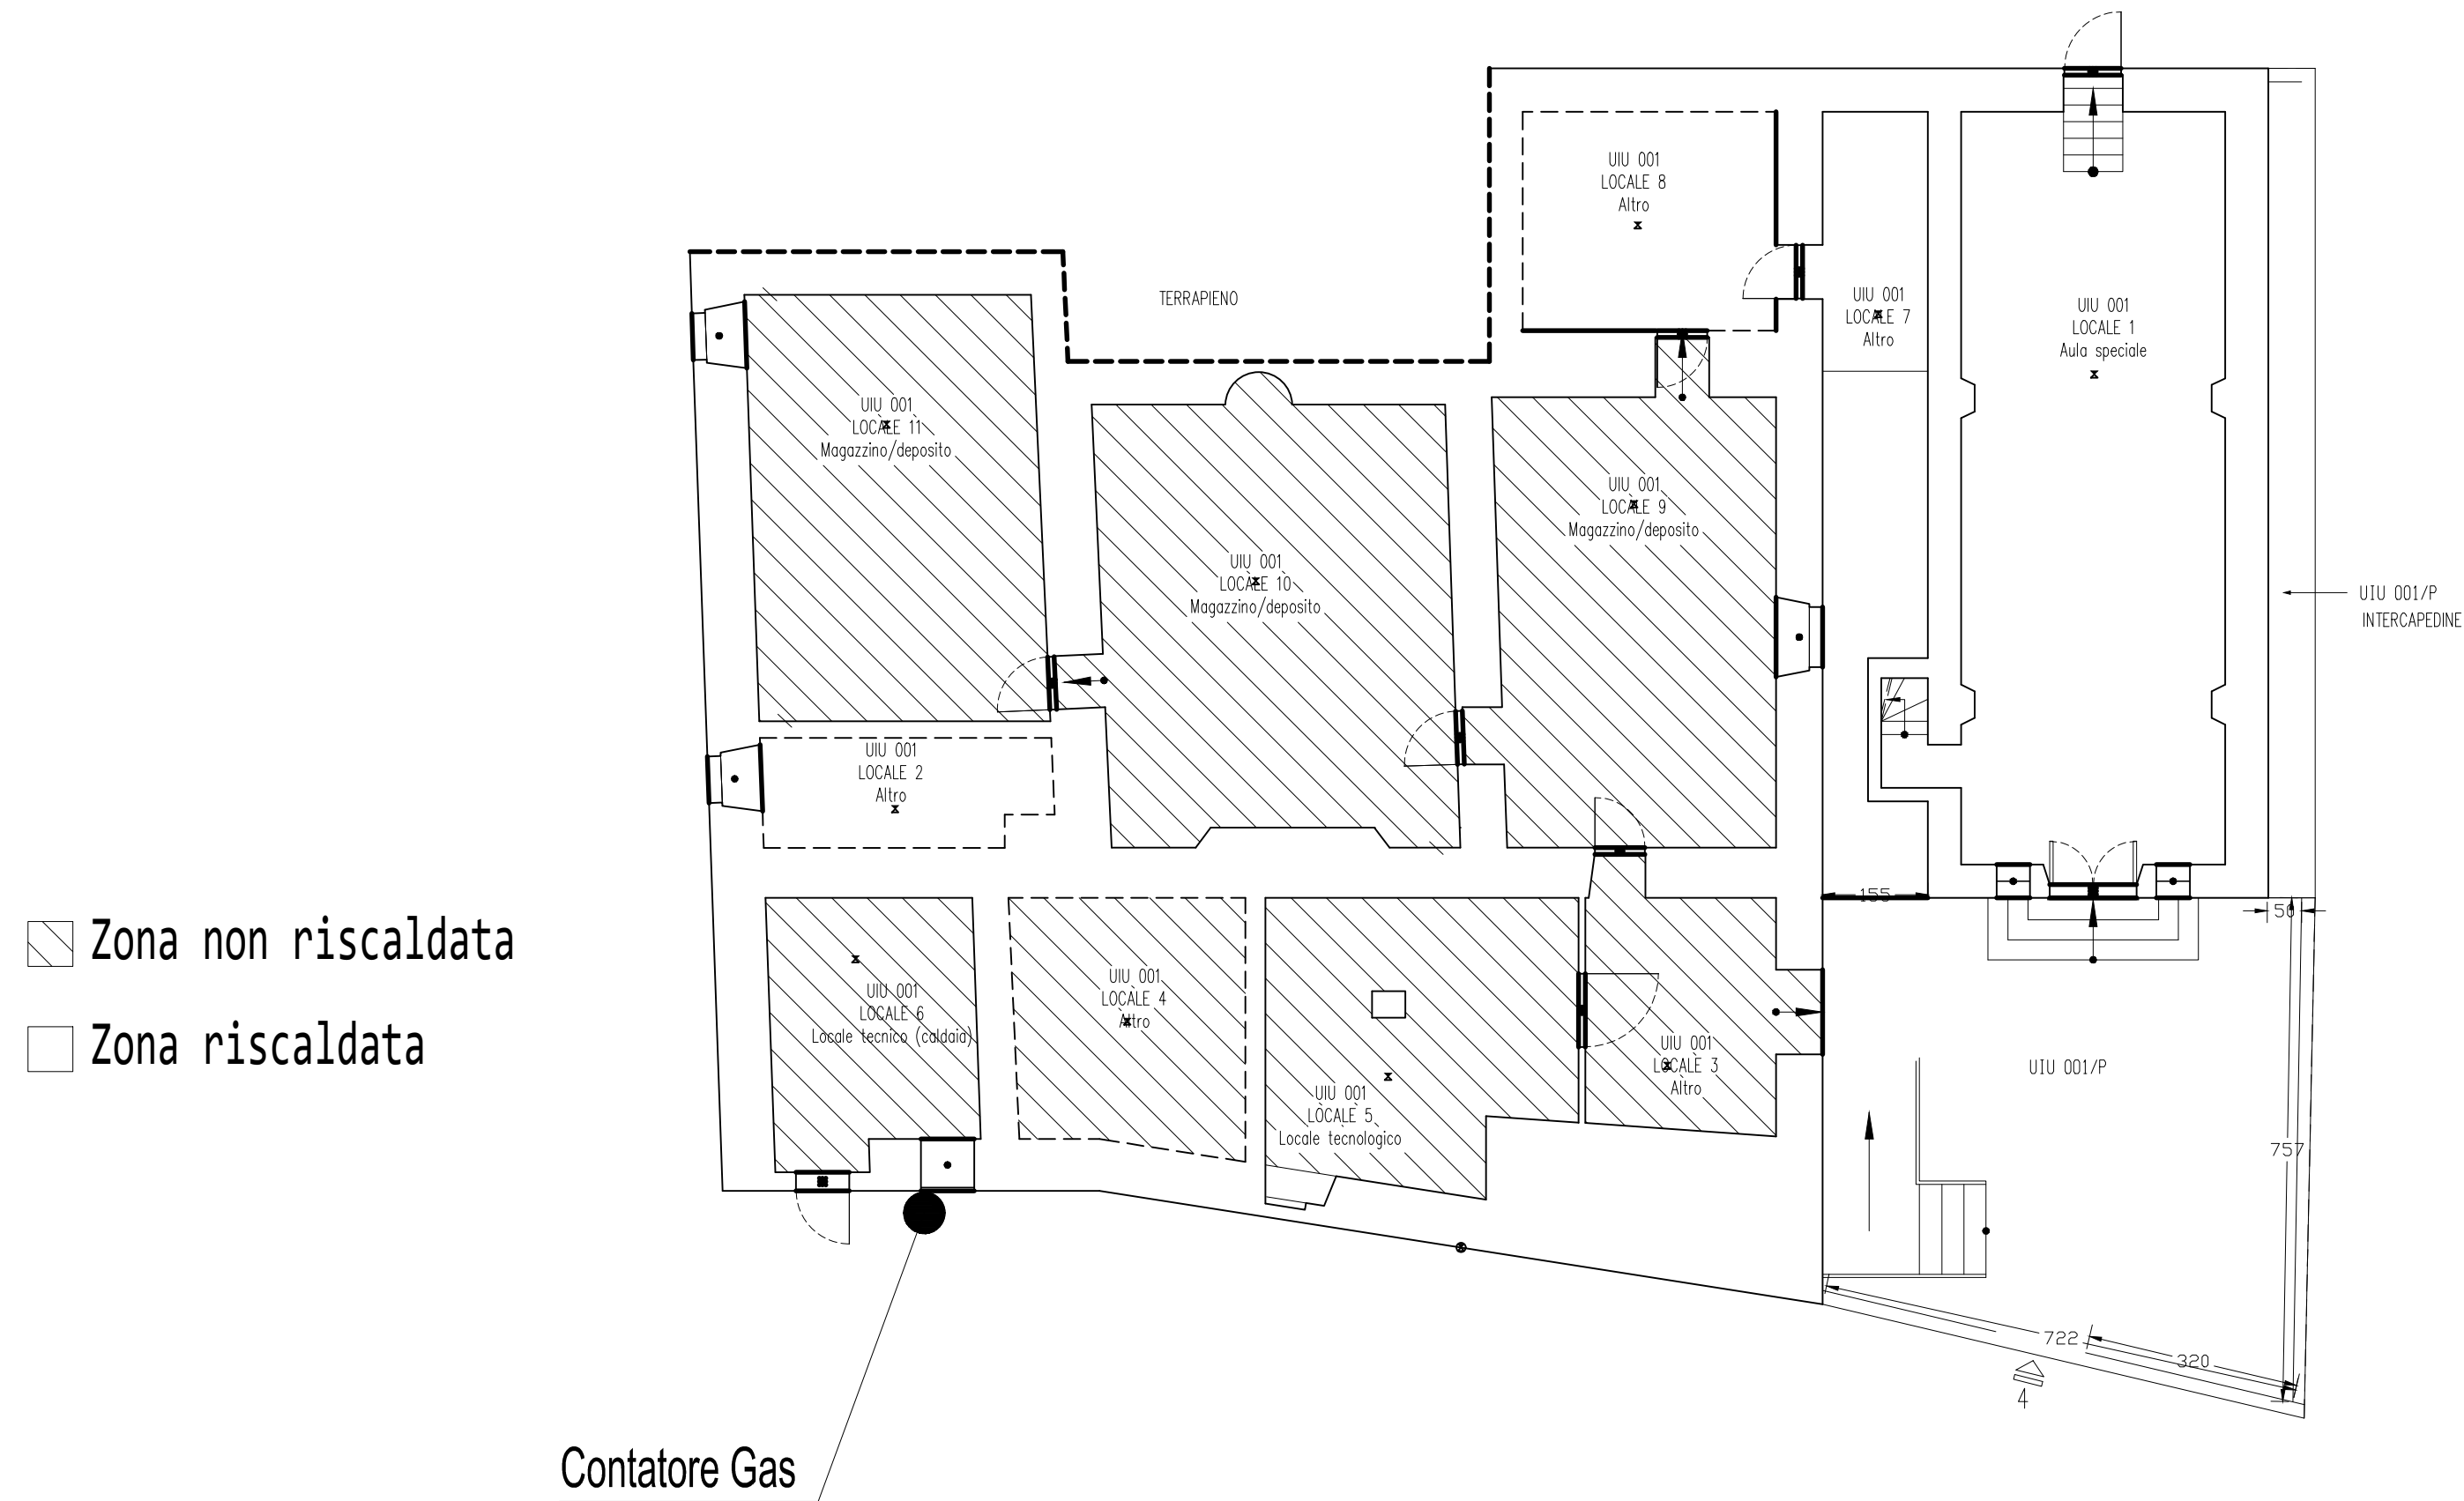 UIU 001
LOCALE 8
Altro
TERRAPIENO
UIU 001
LOCALE 7
Altro
UIU 001
LOCALE 1
Aula speciale
UIU 001
LOCALE 11
Magazzino/deposito
UIU 001
LOCALE 9
Magazzino/deposito
UIU 001
LOCALE 10
Magazzino/deposito
UIU 001/P
INTERCAPEDINE
UIU 001
LOCALE 2
Altro
155
50
Zona non riscaldata
Zona riscaldata
UIU 001
LOCALE 6
Locale tecnico (caldaia)
UIU 001
LOCALE 4
Altro
UIU 001
LOCALE 5
Locale tecnologico
UIU 001
LOCALE 3
Altro
UIU 001/P
757
722
320
4
Contatore Gas